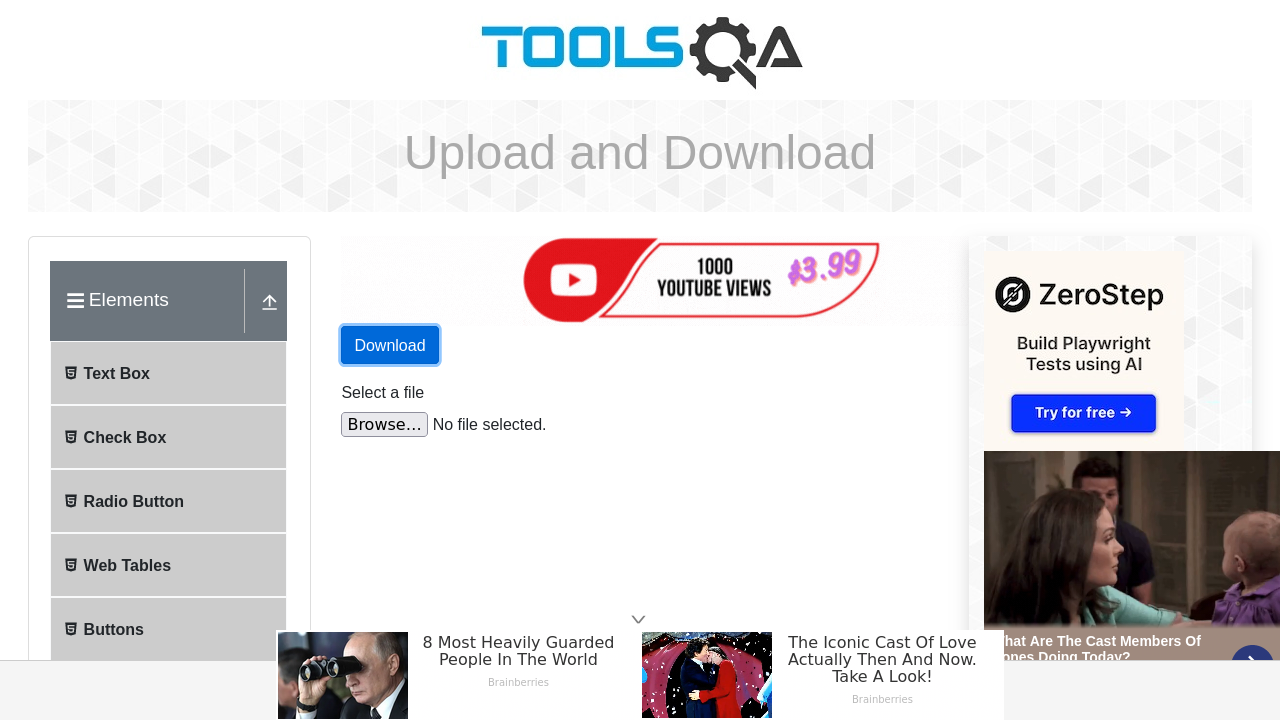 TOOLSQA
Upload and Download
Elements
Text Box
Check Box
Radio Button
Web Tables
Buttons
1000
YOUTUBE VIEWS
$3.99
Download
Select a file
Browse...
No file selected.
ZeroStep
Build Playwright
Tests using AI
Try for free →
hat Are The Cast Members Of
ones Doing Today?
8 Most Heavily Guarded
People In The World
Brainberries
The Iconic Cast Of Love
Actually Then And Now.
Take A Look!
Brainberries